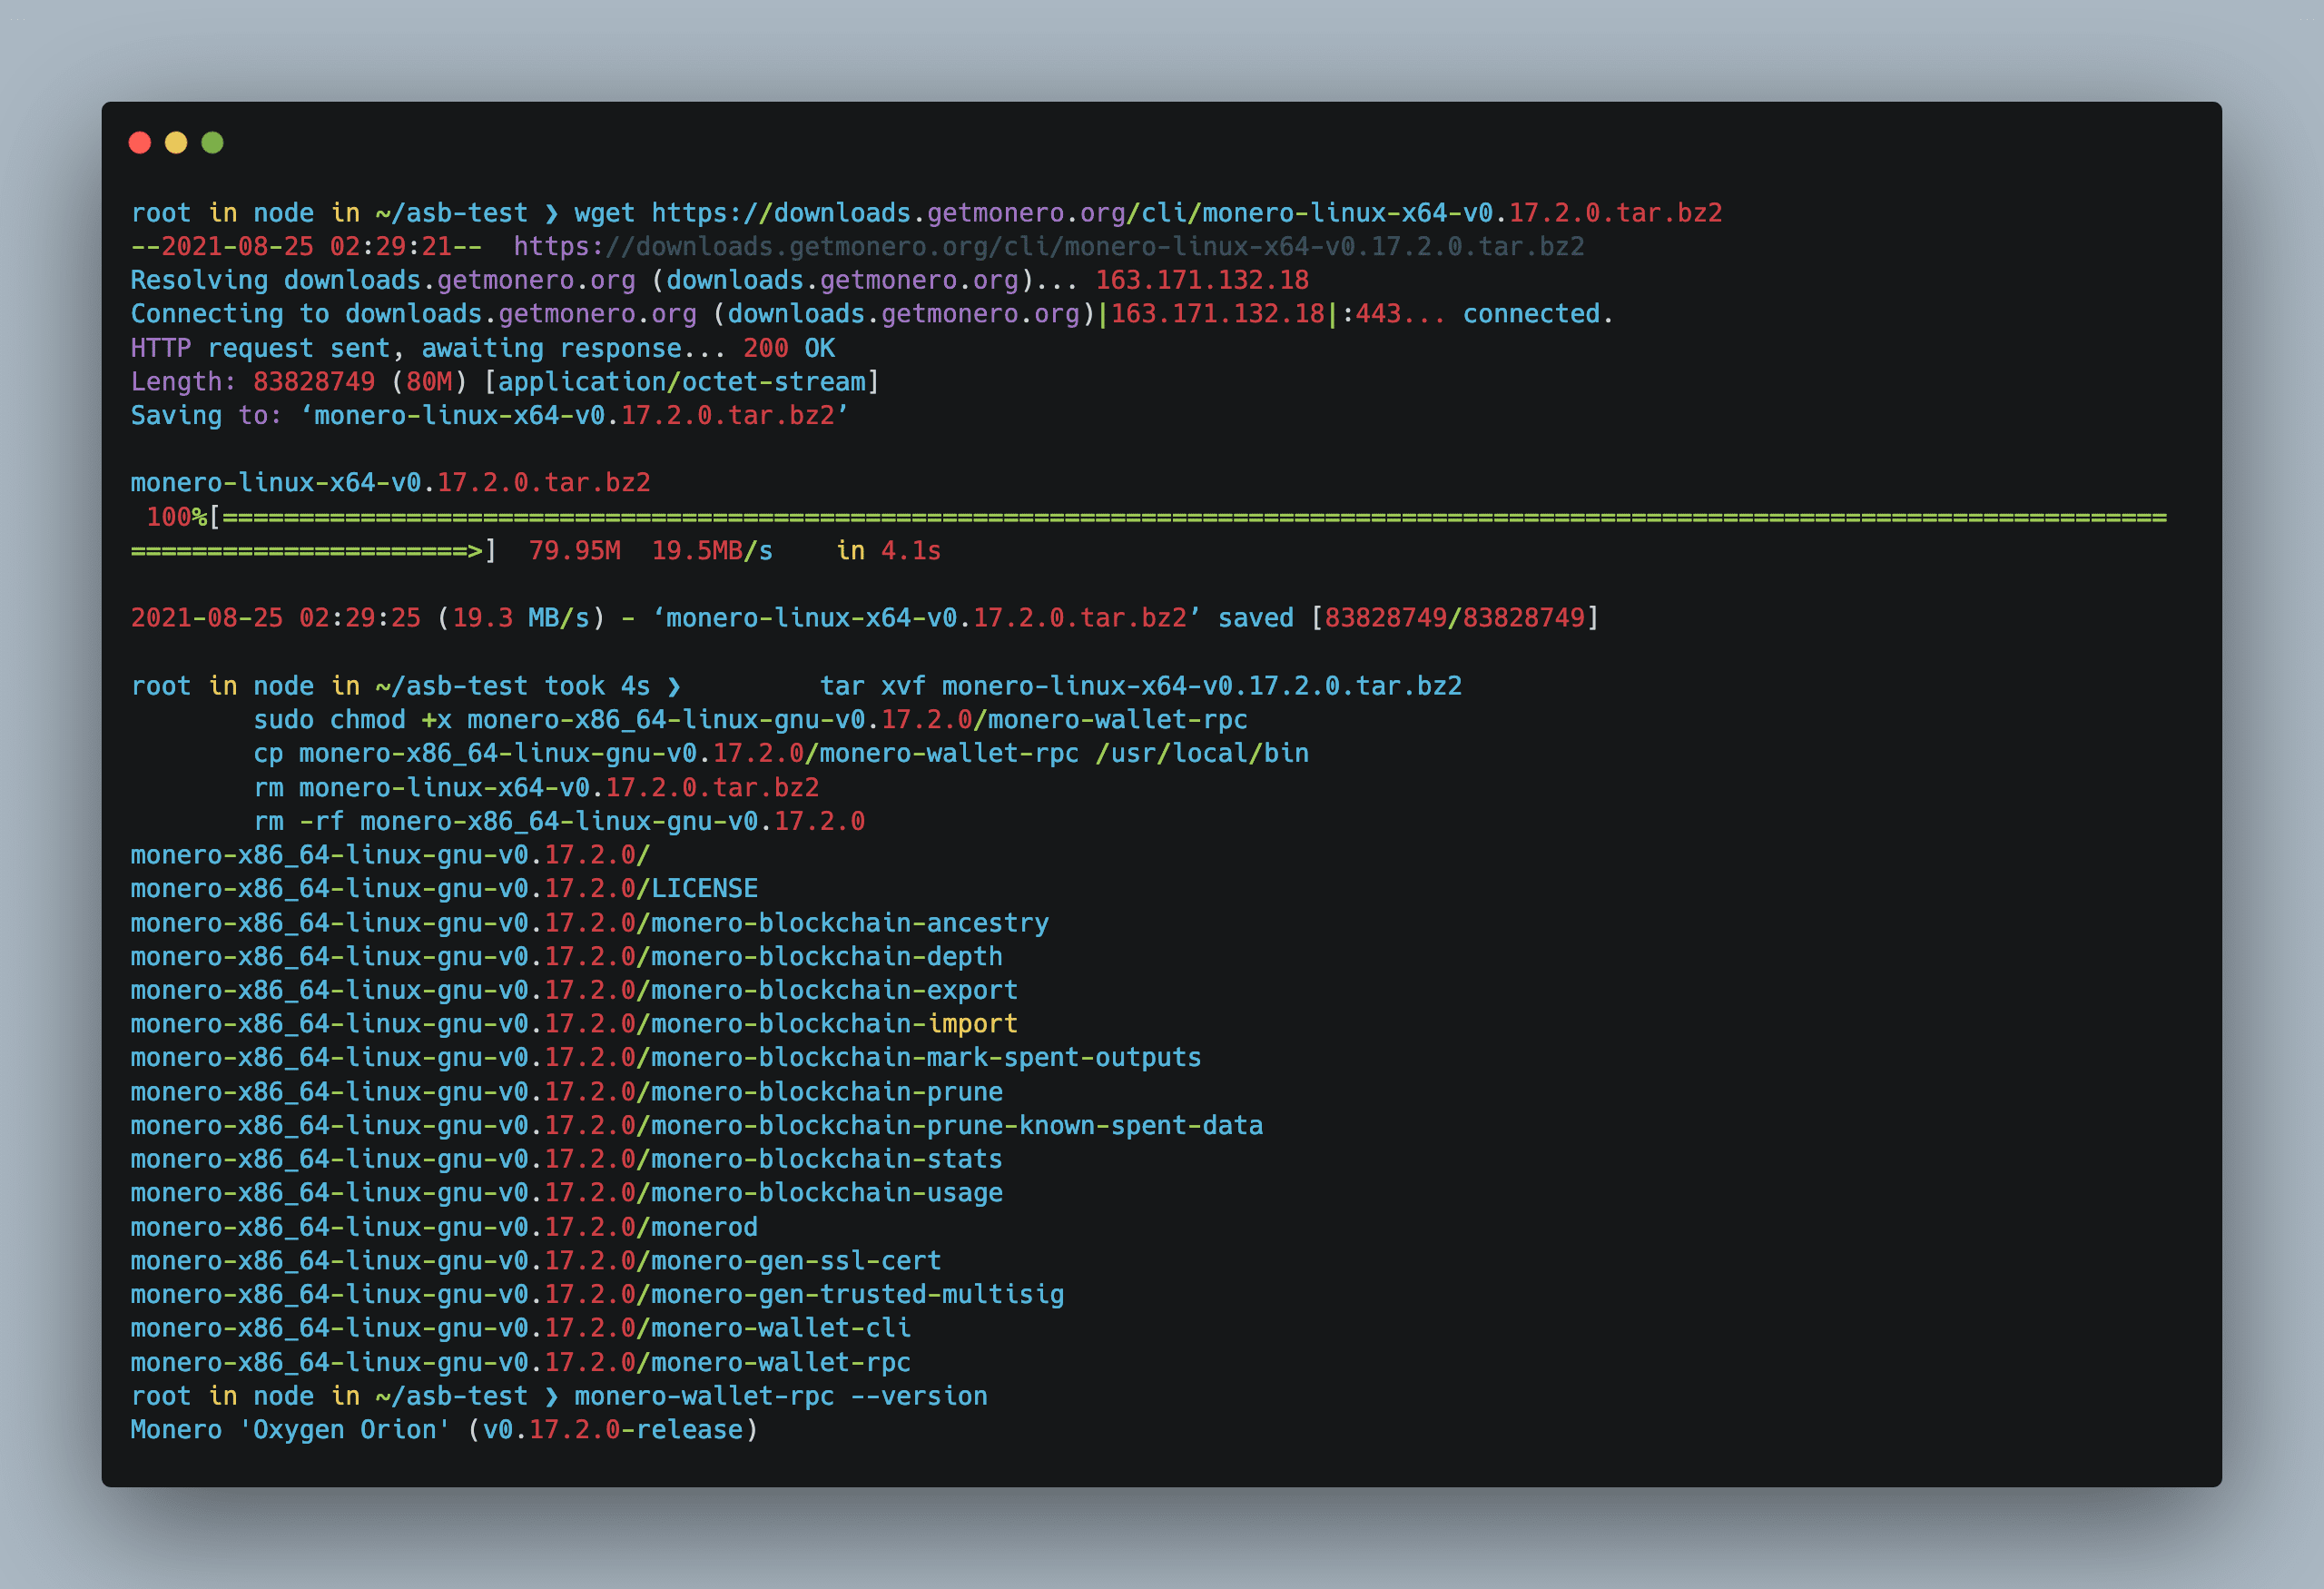 root in node in ~/asb-test ❯ wget https://downloads.getmonero.org/cli/monero-linux-x64-v0.17.2.0.tar.bz2
--2021-08-25 02:29:21--  https://downloads.getmonero.org/cli/monero-linux-x64-v0.17.2.0.tar.bz2
Resolving downloads.getmonero.org (downloads.getmonero.org)... 163.171.132.18
Connecting to downloads.getmonero.org (downloads.getmonero.org)|163.171.132.18|:443... connected.
HTTP request sent, awaiting response... 200 OK
Length: 83828749 (80M) [application/octet-stream]
Saving to: ‘monero-linux-x64-v0.17.2.0.tar.bz2’
monero-linux-x64-v0.17.2.0.tar.bz2
 100%[===============================================================================================================================
======================>]  79.95M  19.5MB/s    in 4.1s
2021-08-25 02:29:25 (19.3 MB/s) - ‘monero-linux-x64-v0.17.2.0.tar.bz2’ saved [83828749/83828749]
root in node in ~/asb-test took 4s ❯         tar xvf monero-linux-x64-v0.17.2.0.tar.bz2
        sudo chmod +x monero-x86_64-linux-gnu-v0.17.2.0/monero-wallet-rpc
        cp monero-x86_64-linux-gnu-v0.17.2.0/monero-wallet-rpc /usr/local/bin
        rm monero-linux-x64-v0.17.2.0.tar.bz2
        rm -rf monero-x86_64-linux-gnu-v0.17.2.0
monero-x86_64-linux-gnu-v0.17.2.0/
monero-x86_64-linux-gnu-v0.17.2.0/LICENSE
monero-x86_64-linux-gnu-v0.17.2.0/monero-blockchain-ancestry
monero-x86_64-linux-gnu-v0.17.2.0/monero-blockchain-depth
monero-x86_64-linux-gnu-v0.17.2.0/monero-blockchain-export
monero-x86_64-linux-gnu-v0.17.2.0/monero-blockchain-import
monero-x86_64-linux-gnu-v0.17.2.0/monero-blockchain-mark-spent-outputs
monero-x86_64-linux-gnu-v0.17.2.0/monero-blockchain-prune
monero-x86_64-linux-gnu-v0.17.2.0/monero-blockchain-prune-known-spent-data
monero-x86_64-linux-gnu-v0.17.2.0/monero-blockchain-stats
monero-x86_64-linux-gnu-v0.17.2.0/monero-blockchain-usage
monero-x86_64-linux-gnu-v0.17.2.0/monerod
monero-x86_64-linux-gnu-v0.17.2.0/monero-gen-ssl-cert
monero-x86_64-linux-gnu-v0.17.2.0/monero-gen-trusted-multisig
monero-x86_64-linux-gnu-v0.17.2.0/monero-wallet-cli
monero-x86_64-linux-gnu-v0.17.2.0/monero-wallet-rpc
root in node in ~/asb-test ❯ monero-wallet-rpc --version
Monero 'Oxygen Orion' (v0.17.2.0-release)